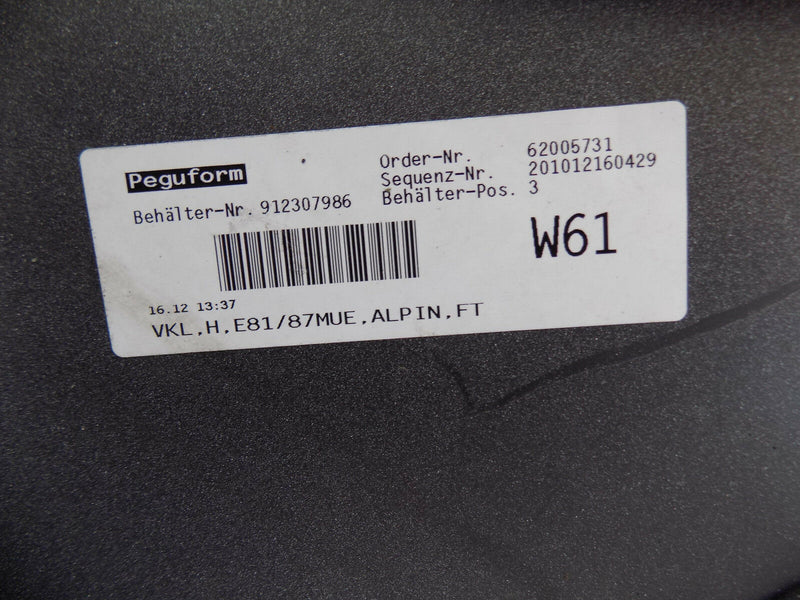 Peguform
Order-Nr. 62005731
Sequenz-Nr. 201012160429
Behälter-Nr. 912307986
Behälter-Pos. 3
W61
16.12 13:37
VKL,H,E81/87MUE,ALPIN,FT